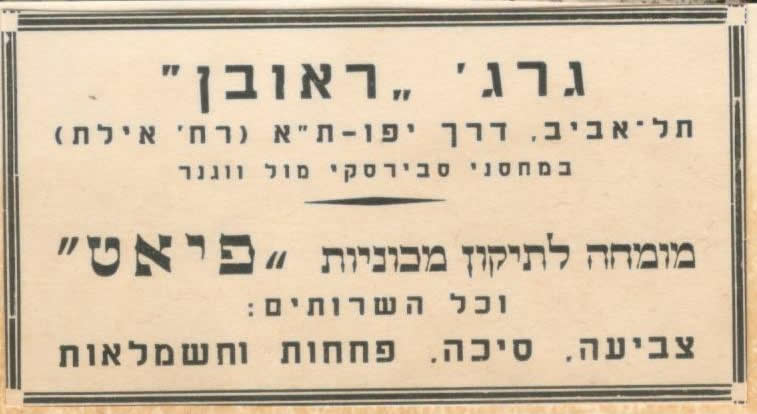 גרג׳ „ראובן"
תל־אביב, דרך יפו–ת"א (רח׳ אילת)
במחסני סבירסקי מול ווגנר
מומחה לתיקון מכוניות „פיאט"
וכל השרותים:
צביעה, סיכה, פחחות וחשמלאות